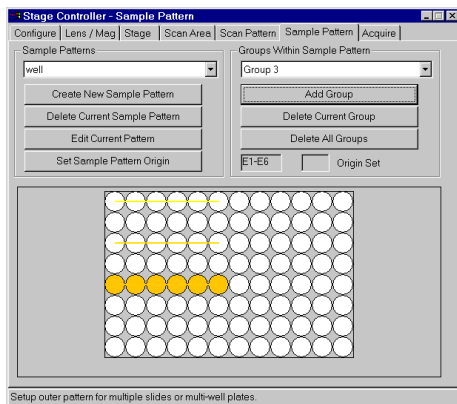 Stage Controller - Sample Pattern
Configure Lens / Mag Stage Scan Area Scan Pattern Sample Pattern Acquire
Sample Patterns
Groups Within Sample Pattern
well
Group 3
Create New Sample Pattern
Add Group
Delete Current Sample Pattern
Delete Current Group
Edit Current Pattern
Delete All Groups
Set Sample Pattern Origin
E1-E6
Origin Set
Setup outer pattern for multiple slides or multi-well plates.